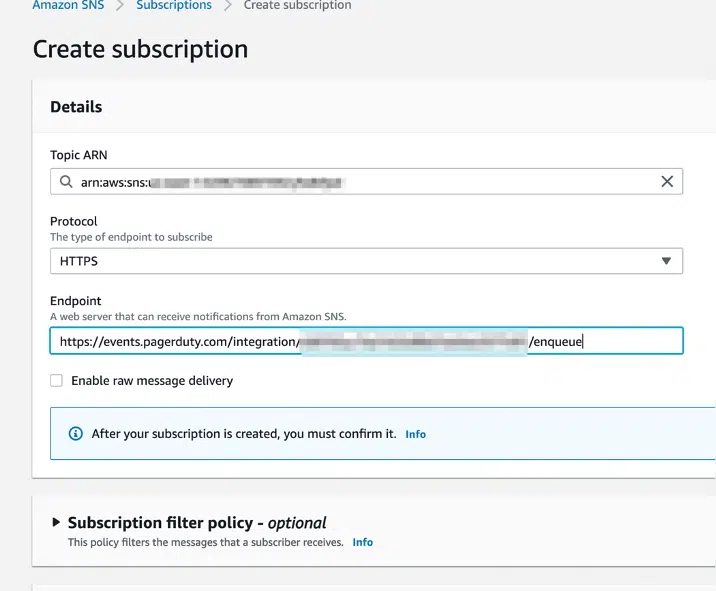 Amazon SNS > Subscriptions > Create subscription
Create subscription
Details
Topic ARN
arn:aws:sns:
Protocol
The type of endpoint to subscribe
HTTPS
Endpoint
A web server that can receive notifications from Amazon SNS.
https://events.pagerduty.com/integration/ /enqueue
Enable raw message delivery
After your subscription is created, you must confirm it. Info
Subscription filter policy - optional
This policy filters the messages that a subscriber receives. Info